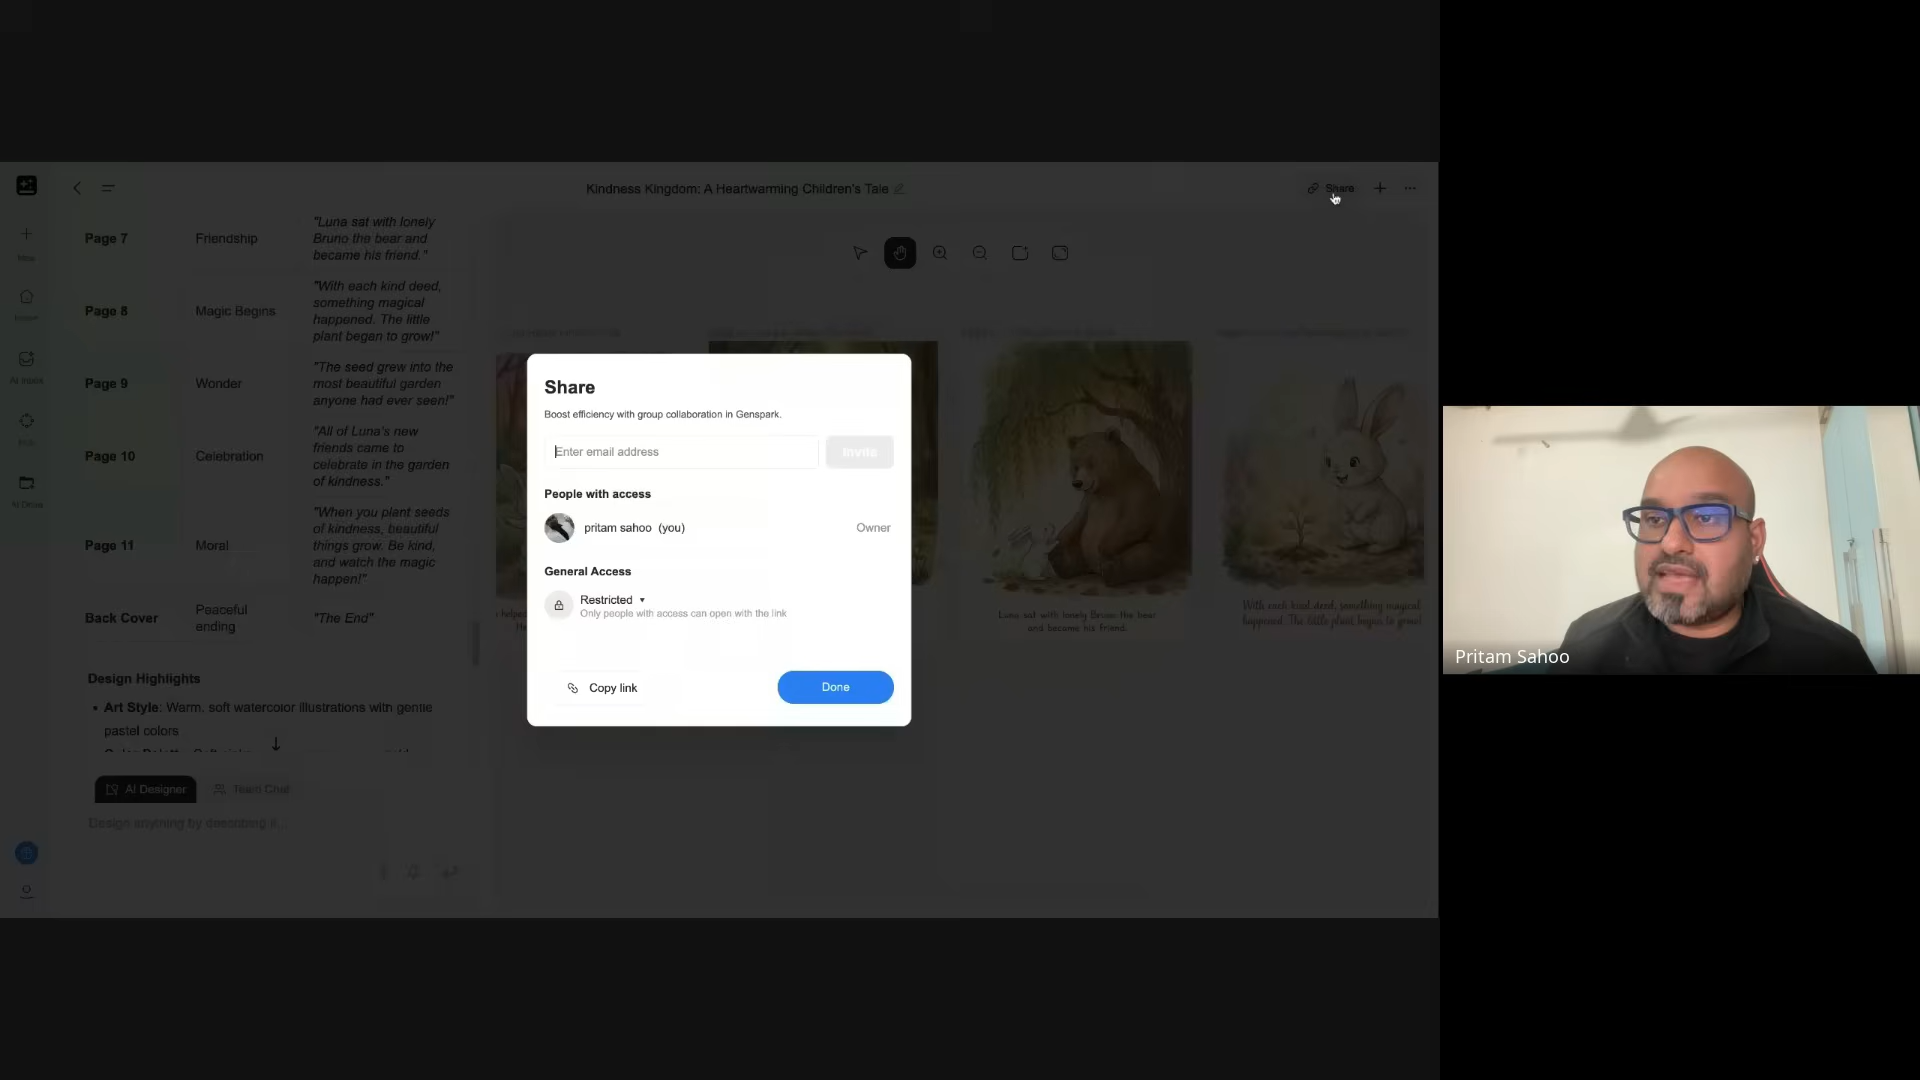 Kindness Kingdom: A Heartwarming Children's Tale
Share
Page 7
Friendship
"Luna sat with lonely
Bruno the bear and
became his friend."
Page 8
Magic Begins
"With each kind deed,
something magical
happened. The little
plant began to grow!"
Page 9
Wonder
"The seed grew into the
most beautiful garden
anyone had ever seen!"
Page 10
Celebration
"All of Luna's new
friends came to
celebrate in the garden
of kindness."
Page 11
Moral
"When you plant seeds
of kindness, beautiful
things grow. Be kind,
and watch the magic
happen!"
Back Cover
Peaceful
ending
"The End"
Design Highlights
• Art Style: Warm, soft watercolor illustrations with gentle
pastel colors
AI Designer
Team Chat
Design anything by describing it...
Share
Boost efficiency with group collaboration in Genspark.
Enter email address
Invite
People with access
pritam sahoo (you)
Owner
General Access
Restricted
Only people with access can open with the link
Copy link
Done
Luna sat with lonely Bruno the bear
and became his friend.
With each kind deed, something magical
happened. The little plant began to grow!
Pritam Sahoo